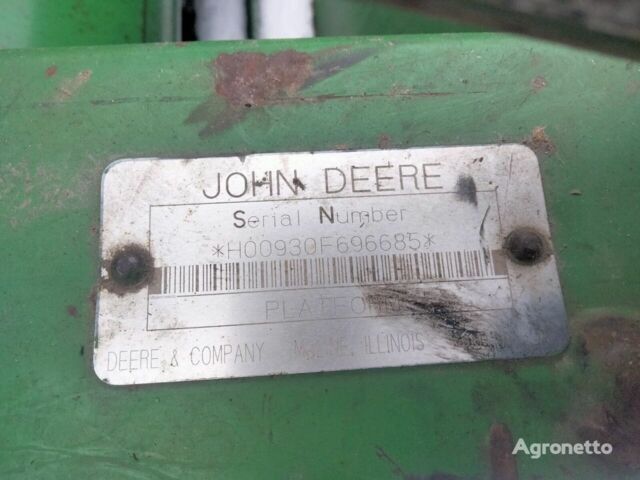 JOHN DEERE
Serial Number
*H00930F696685*
DEERE & COMPANY ILLINOIS
Agronetto